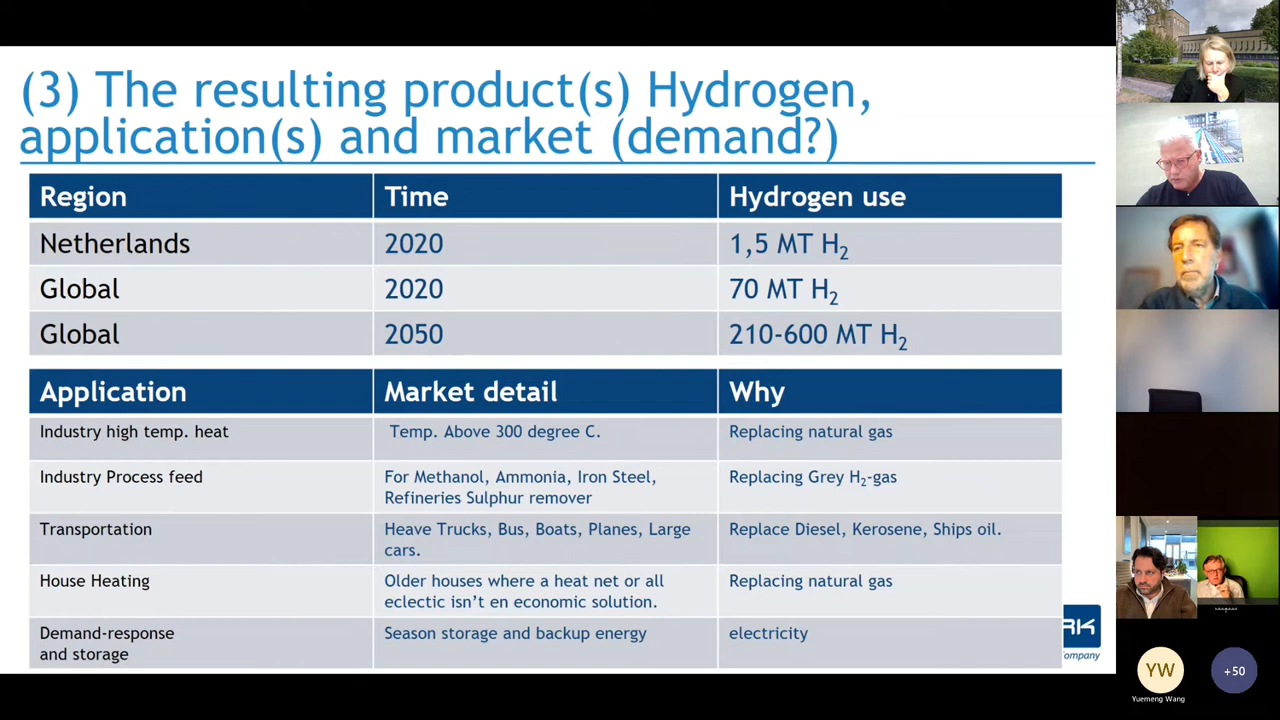 (3) The resulting product(s) Hydrogen,
application(s) and market (demand?)
Region Time Hydrogen use
Netherlands 2020 1,5 MT H₂
Global 2020 70 MT H₂
Global 2050 210-600 MT H₂
Application Market detail Why
Industry high temp. heat Temp. Above 300 degree C. Replacing natural gas
Industry Process feed For Methanol, Ammonia, Iron Steel, Replacing Grey H₂-gas
Refineries Sulphur remover
Transportation Heave Trucks, Bus, Boats, Planes, Large Replace Diesel, Kerosene, Ships oil.
cars.
House Heating Older houses where a heat net or all Replacing natural gas
eclectic isn't en economic solution.
Demand-response Season storage and backup energy electricity
and storage
RK
ompany
YW
Yuemeng Wang
+50